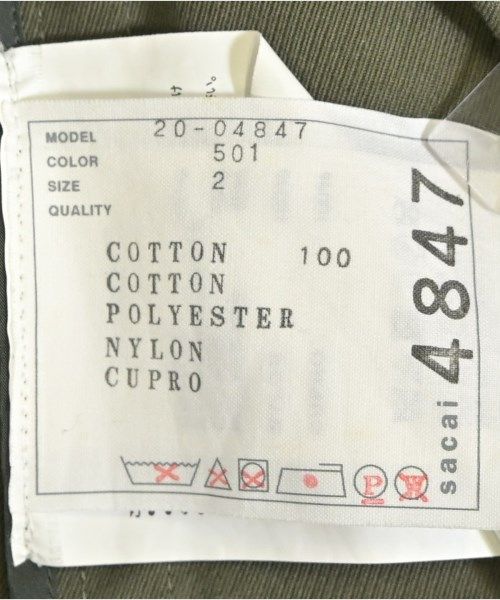 MODEL 20-04847
COLOR 501
SIZE 2
QUALITY
COTTON 100
COTTON
POLYESTER
NYLON
CUPRO
P
W
sacai 4847